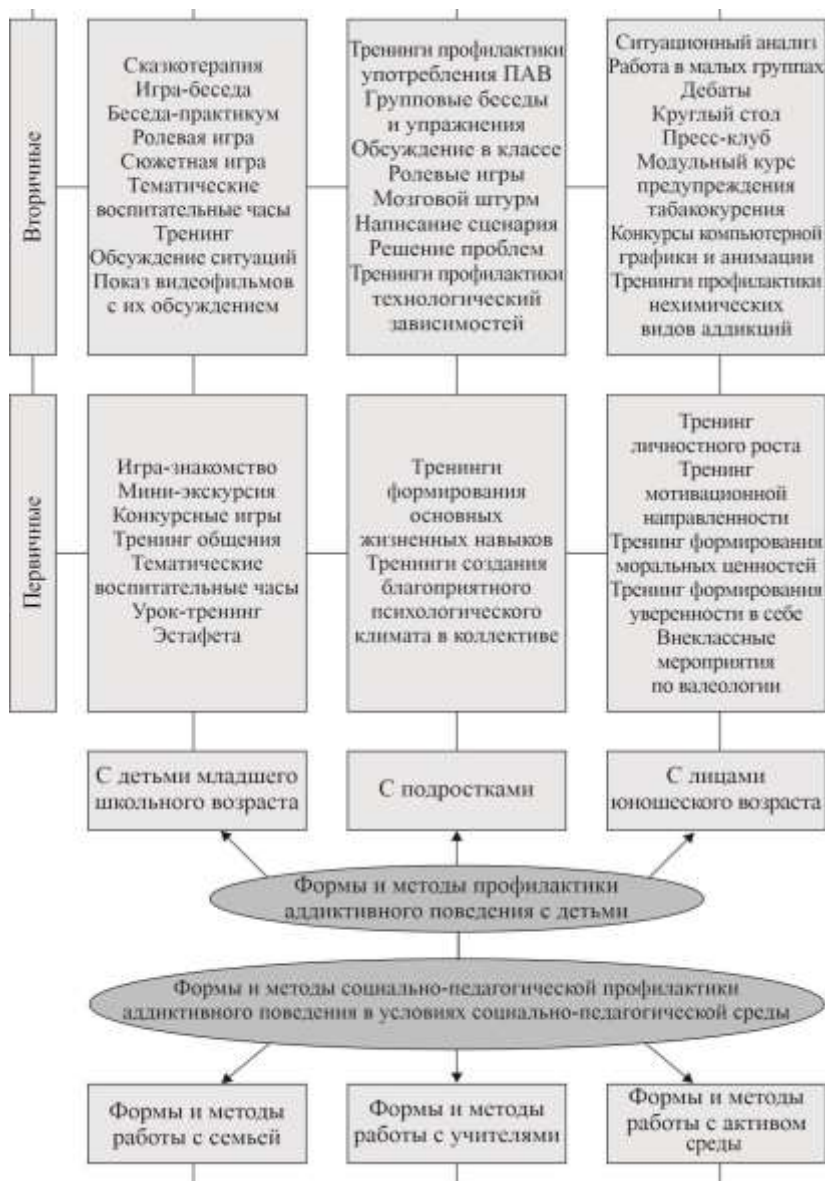 Вторичные
Сказкотерапия
Игра-беседа
Беседа-практикум
Ролевая игра
Сюжетная игра
Тематические
воспитательные часы
Тренинг
Обсуждение ситуаций
Показ видеофильмов
с их обсуждением
Тренинги профилактики
употребления ПАВ
Групповые беседы
и упражнения
Обсуждение в классе
Ролевые игры
Мозговой штурм
Написание сценария
Решение проблем
Тренинги профилактики
технологический
зависимостей
Ситуационный анализ
Работа в малых группах
Дебаты
Круглый стол
Пресс-клуб
Модульный курс
предупреждения
табакокурения
Конкурсы компьютерной
графики и анимации
Тренинги профилактики
нехимических
видов аддикций
Первичные
Игра-знакомство
Мини-экскурсия
Конкурсные игры
Тренинг общения
Тематические
воспитательные часы
Урок-тренинг
Эстафета
Тренинги
формирования
основных
жизненных навыков
Тренинги создания
благоприятного
психологического
климата в коллективе
Тренинг
личностного роста
Тренинг
мотивационной
направленности
Тренинг формирования
моральных ценностей
Тренинг формирования
уверенности в себе
Внеклассные
мероприятия
по валеологии
С детьми младшего
школьного возраста
С подростками
С лицами
юношеского возраста
Формы и методы профилактики
аддиктивного поведения с детьми
Формы и методы социально-педагогической профилактики
аддиктивного поведения в условиях социально-педагогической среды
Формы и методы
работы с семьей
Формы и методы
работы с учителями
Формы и методы
работы с активом
среды